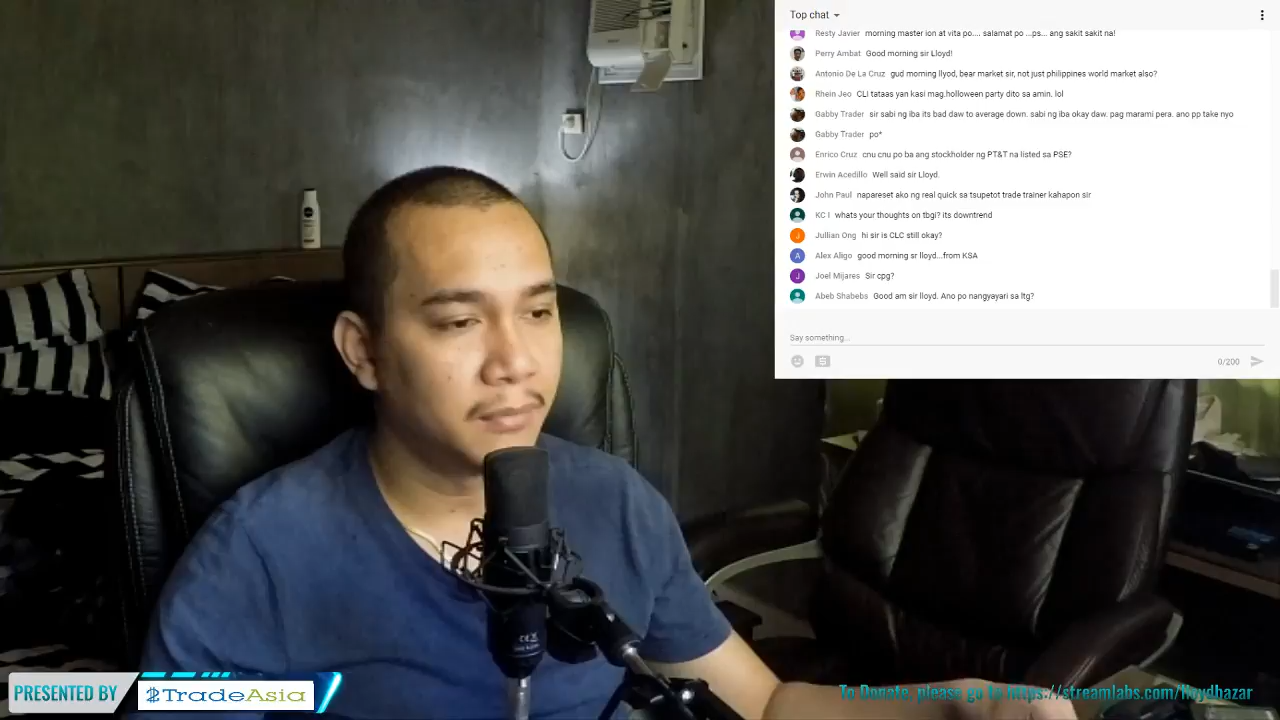 Top chat
Resty Javier morning master ion at vita po.... salamat po ...ps... ang sakit sakit na!
Perry Ambat Good morning sir Lloyd!
Antonio De La Cruz gud morning llyod, bear market sir, not just philippines world market also?
Rhein Jeo CLI tataas yan kasi mag.holloween party dito sa amin, lol
Gabby Trader sir sabi ng iba its bad daw to average down. sabi ng iba okay daw. pag marami pera. ano pp take nyo
Gabby Trader po*
Enrico Cruz cnu cnu po ba ang stockholder ng PT&T na listed sa PSE?
Erwin Acedillo Well said sir Lloyd.
John Paul napareset ako ng real quick sa tsupetot trade trainer kahapon sir
KC I whats your thoughts on tbgi? its downtrend
Jullian Ong hi sir is CLC still okay?
Alex Aligo good morning sr lloyd...from KSA
Joel Mijares Sir cpg?
Abeb Shabebs Good am sir lloyd. Ano po nangyayari sa ltg?
Say something...
0/200
NIVEA
PRESENTED BY
$TradeAsia
To Donate, please go to https://streamlabs.com/lloydbazar